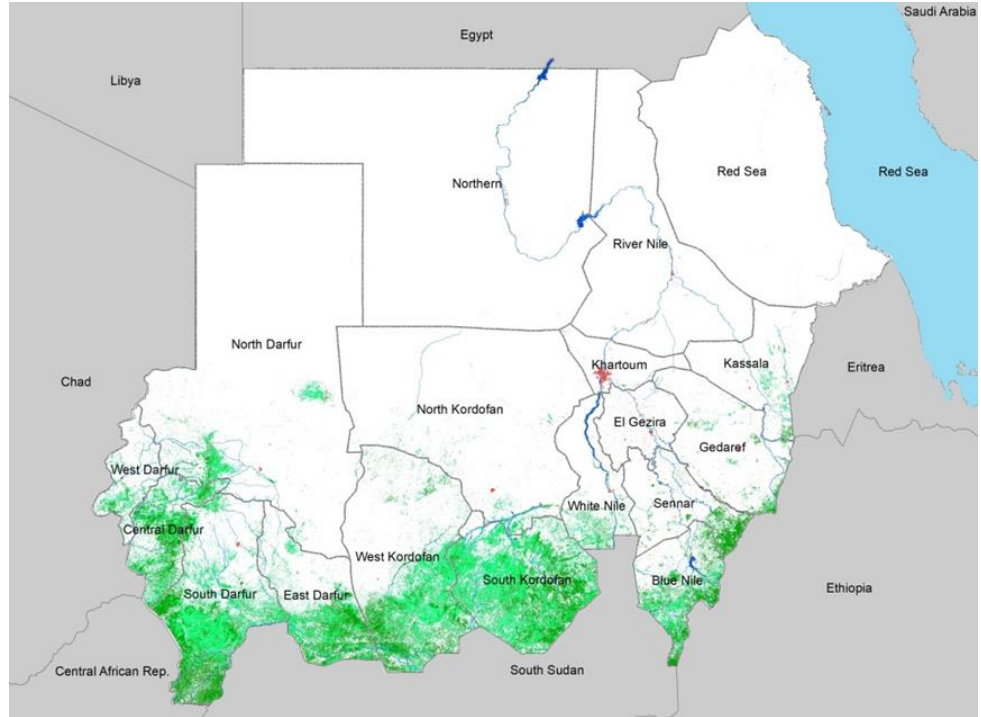 Saudi Arabia
Egypt
Libya
Red Sea
Red Sea
Northern
River Nile
North Darfur
Khartoum
Kassala
Chad
Eritrea
North Kordofan
El Gezira
Gedaref
West Darfur
White Nile
Sennar
Central Darfur
West Kordofan
South Kordofan
Blue Nile
South Darfur
East Darfur
Ethiopia
Central African Rep.
South Sudan